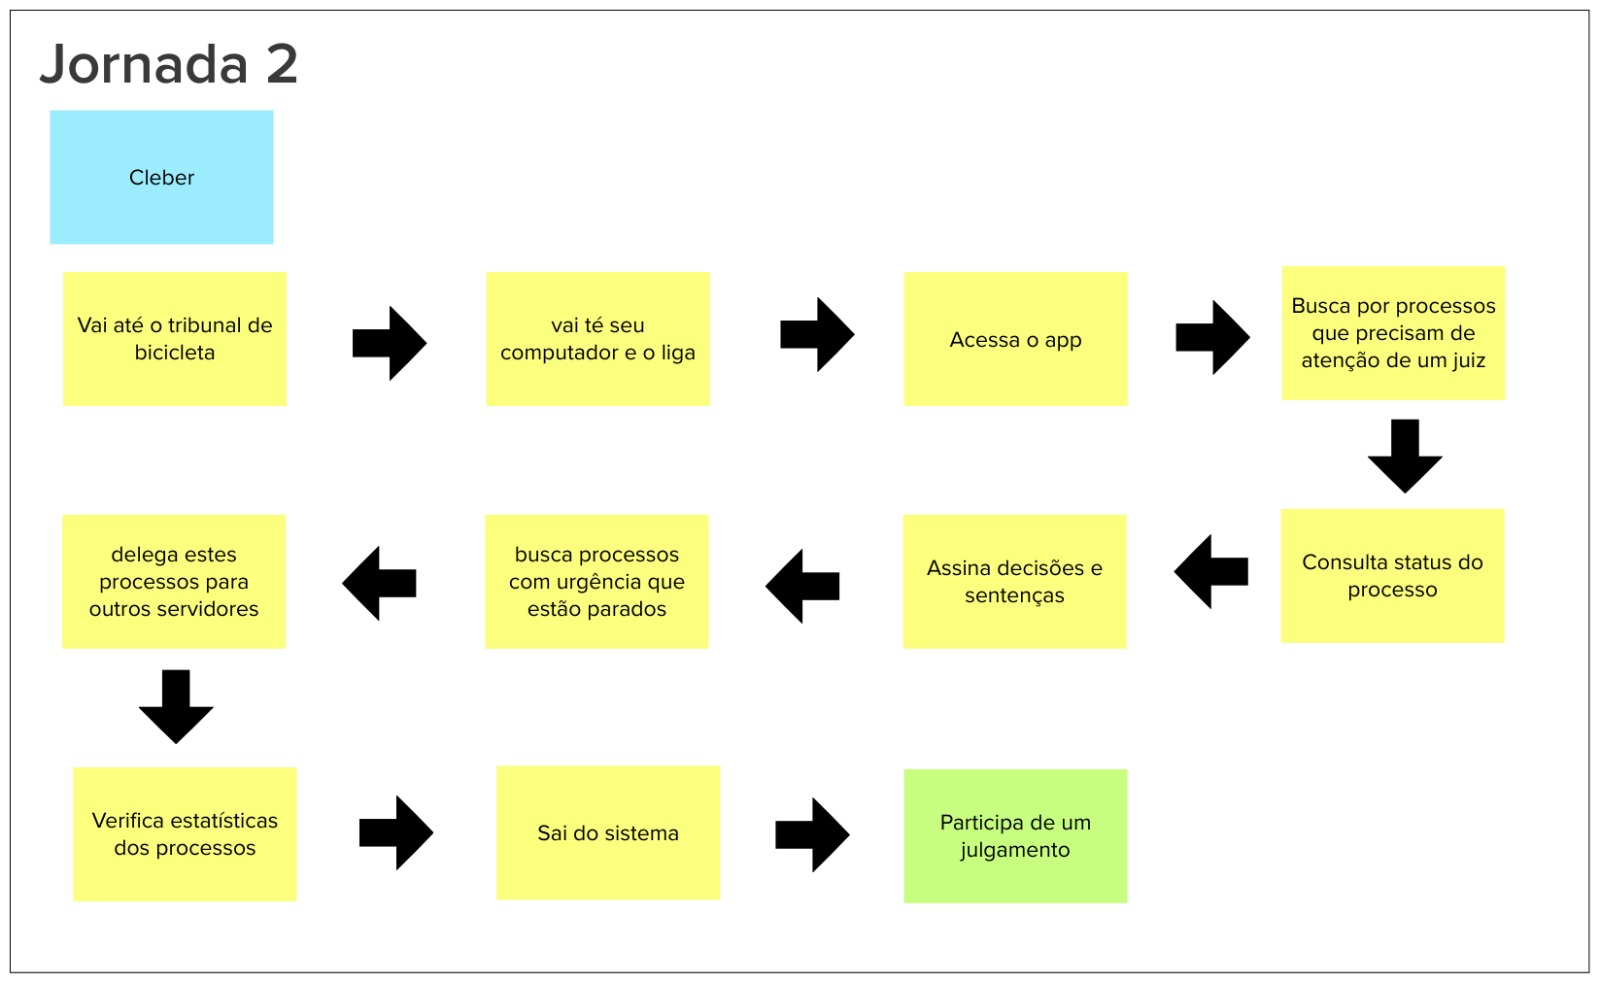 Jornada 2
Cleber
Vai até o tribunal de
bicicleta
vai té seu
computador e o liga
Acessa o app
Busca por processos
que precisam de
atenção de um juiz
Consulta status do
processo
Assina decisões e
sentenças
busca processos
com urgência que
estão parados
delega estes
processos para
outros servidores
Verifica estatísticas
dos processos
Sai do sistema
Participa de um
julgamento